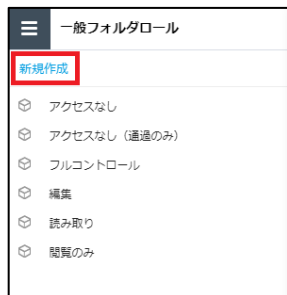 一般フォルダロール
新規作成
アクセスなし
アクセスなし（通過のみ）
フルコントロール
編集
読み取り
閲覧のみ